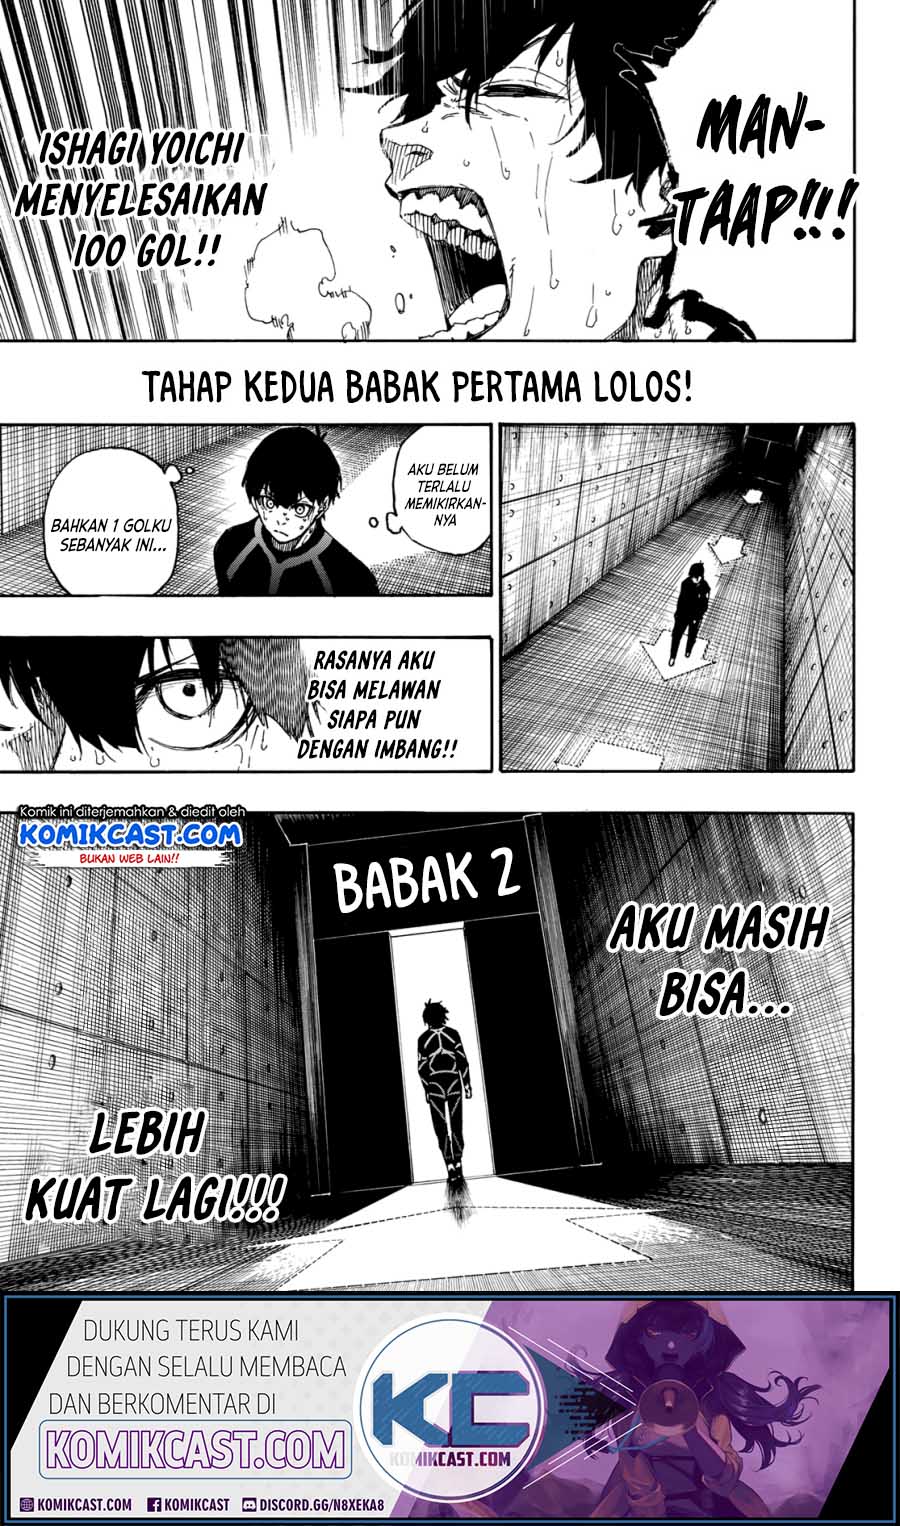 MAN-
TAAP!!!
ISHAGI YOICHI
MENYELESAIKAN
100 GOL!!
TAHAP KEDUA BABAK PERTAMA LOLOS!
AKU BELUM
TERLALU
MEMIKIRKAN-
NYA
BAHKAN 1 GOLKU
SEBANYAK INI...
RASANYA AKU
BISA MELAWAN
SIAPA PUN
DENGAN IMBANG!!
Komik ini diterjemahkan & diedit oleh
KOMIKCAST.COM
BUKAN WEB LAIN!!
BABAK 2
AKU MASIH
BISA...
LEBIH
KUAT LAGI!!!
DUKUNG TERUS KAMI
DENGAN SELALU MEMBACA
DAN BERKOMENTAR DI
KOMIKCAST.COM
KC
KOMIKCAST.COM
KOMIKCAST.COM
KOMIKCAST
DISCORD.GG/N8XEKA8